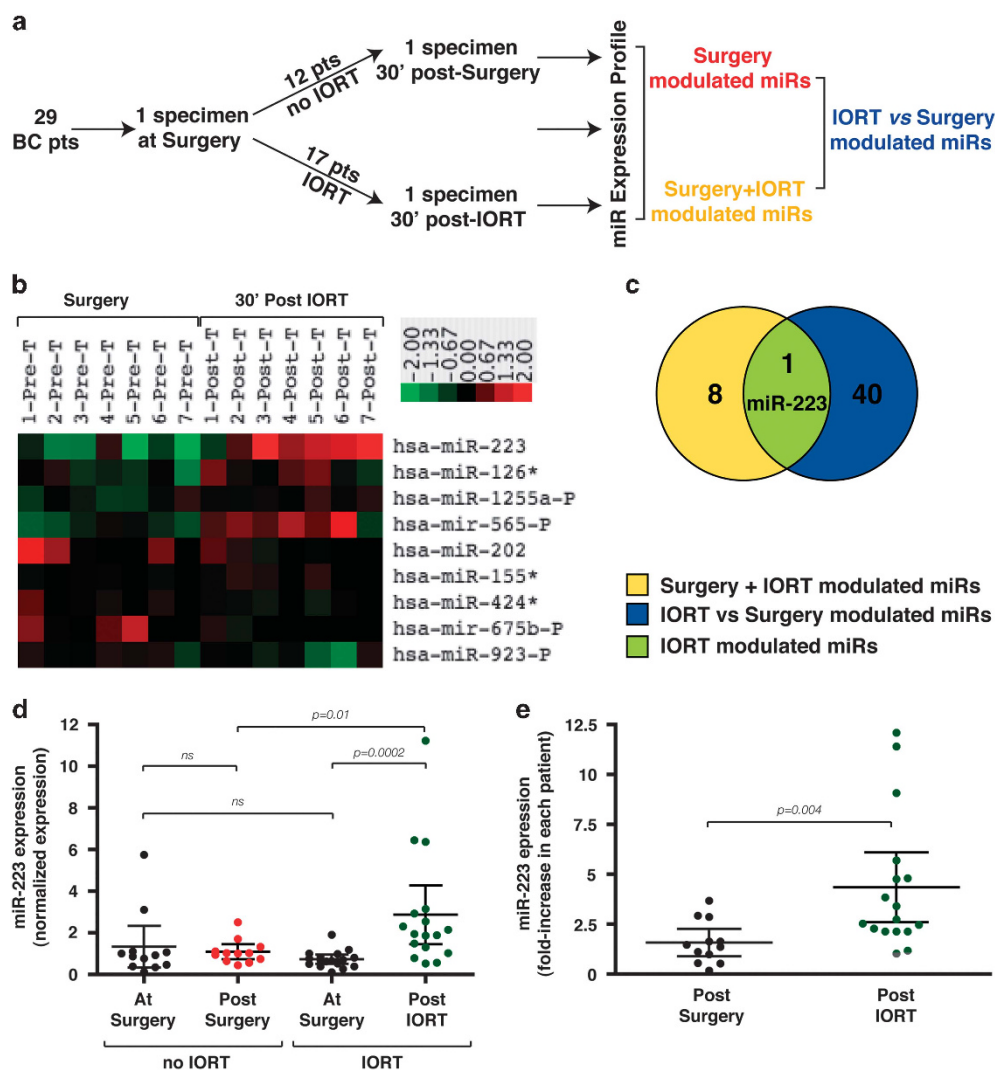 a
29
BC pts
1 specimen
at Surgery
12 pts
no IORT
17 pts
IORT
1 specimen
30' post-Surgery
1 specimen
30' post-IORT
miR Expression Profile
Surgery
modulated miRs
Surgery+IORT
modulated miRs
IORT vs Surgery
modulated miRs
b
Surgery
30' Post IORT
1-Pre-T
2-Pre-T
3-Pre-T
4-Pre-T
5-Pre-T
6-Pre-T
7-Pre-T
1-Post-T
2-Post-T
3-Post-T
4-Post-T
5-Post-T
6-Post-T
7-Post-T
-2.00
-1.33
-0.67
0.00
0.67
1.33
2.00
hsa-miR-223
hsa-miR-126*
hsa-miR-1255a-P
hsa-mir-565-P
hsa-miR-202
hsa-miR-155*
hsa-miR-424*
hsa-mir-675b-P
hsa-miR-923-P
c
8
1
miR-223
40
Surgery + IORT modulated miRs
IORT vs Surgery modulated miRs
IORT modulated miRs
d
miR-223 expression
(normalized expression)
12
10
8
6
4
2
0
ns
ns
p=0.01
p=0.0002
At
Surgery
Post
Surgery
At
Surgery
Post
IORT
no IORT
IORT
e
miR-223 epression
(fold-increase in each patient)
12.5
10
7.5
5
2.5
0
p=0.004
Post
Surgery
Post
IORT